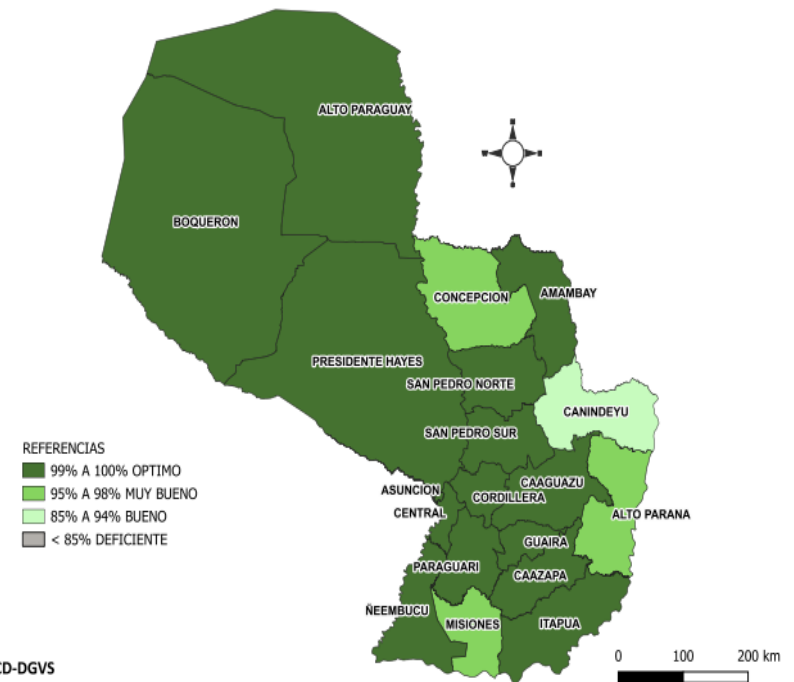 ALTO PARAGUAY
BOQUERON
CONCEPCION
AMAMBAY
PRESIDENTE HAYES
SAN PEDRO NORTE
CANINDEYU
SAN PEDRO SUR
REFERENCIAS
99% A 100% OPTIMO
95% A 98% MUY BUENO
85% A 94% BUENO
< 85% DEFICIENTE
CAAGUAZU
ASUNCION
CORDILLERA
CENTRAL
ALTO PARANA
GUAIRA
PARAGUARI
CAAZAPA
ÑEEMBUCU
MISIONES
ITAPUA
0 100 200 km
CD-DGVS